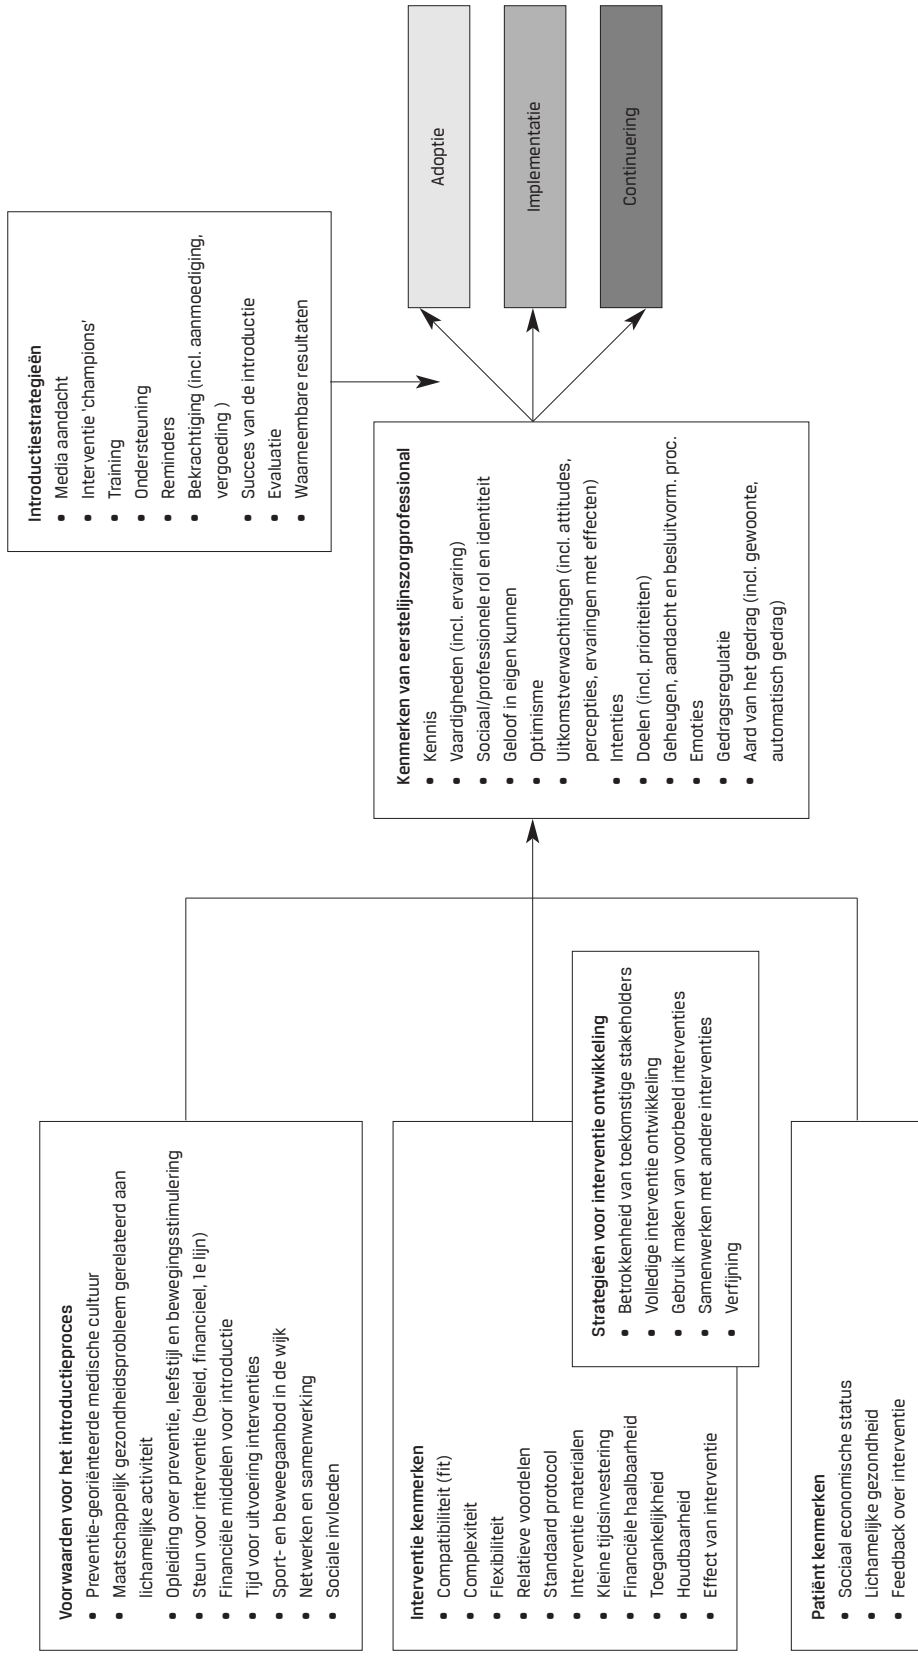 Voorwaarden voor het introductieproces
• Preventie-georiënteerde medische cultuur
• Maatschappelijk gezondheidsprobleem gerelateerd aan
lichamelijke activiteit
• Opleiding over preventie, leefstijl en bewegingsstimulering
• Steun voor interventie (beleid, financieel, 1e lijn)
• Financiële middelen voor introductie
• Tijd voor uitvoering interventies
• Sport- en beweegaanbod in de wijk
• Netwerken en samenwerking
• Sociale invloeden
Interventie kenmerken
• Compatibiliteit (fit)
• Complexiteit
• Flexibiliteit
• Relatieve voordelen
• Standaard protocol
• Interventie materialen
• Kleine tijdsinvestering
• Financiële haalbaarheid
• Toegankelijkheid
• Houdbaarheid
• Effect van interventie
Strategieën voor interventie ontwikkeling
• Betrokkenheid van toekomstige stakeholders
• Volledige interventie ontwikkeling
• Gebruik maken van voorbeeld interventies
• Samenwerken met andere interventies
• Verfijning
Patiënt kenmerken
• Sociaal economische status
• Lichamelijke gezondheid
• Feedback over interventie
Kenmerken van eerstelijnszorgprofessional
• Kennis
• Vaardigheden (incl. ervaring)
• Sociaal/professionele rol en identiteit
• Geloof in eigen kunnen
• Optimisme
• Uitkomstverwachtingen (incl. attitudes,
percepties, ervaringen met effecten)
• Intenties
• Doelen (incl. prioriteiten)
• Geheugen, aandacht en besluitvorm. proc.
• Emoties
• Gedragsregulatie
• Aard van het gedrag (incl. gewoonte,
automatisch gedrag)
Introductiestrategieën
• Media aandacht
• Interventie 'champions'
• Training
• Ondersteuning
• Reminders
• Bekrachtiging (incl. aanmoediging,
vergoeding )
• Succes van de introductie
• Evaluatie
• Waarneembare resultaten
Adoptie
Implementatie
Continuering